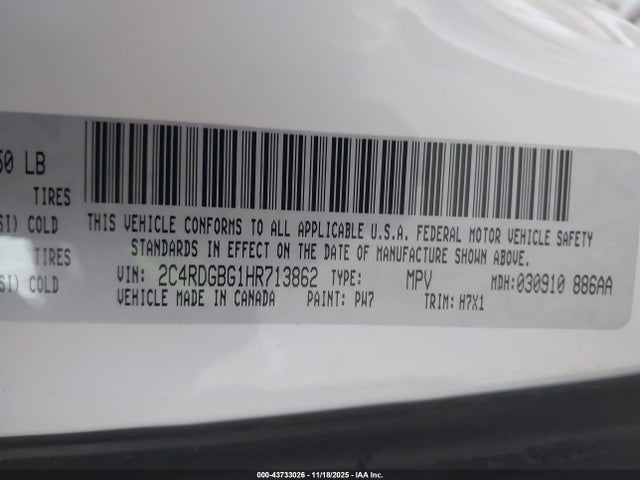 50 LB
TIRES
SI) COLD
TIRES
SI) COLD
THIS VEHICLE CONFORMS TO ALL APPLICABLE U.S.A. FEDERAL MOTOR VEHICLE SAFETY
STANDARDS IN EFFECT ON THE DATE OF MANUFACTURE SHOWN ABOVE.
VIN: 2C4RDGBG1HR713862 TYPE: MPV MDH: 030910 886AA
VEHICLE MADE IN CANADA PAINT: PW7 TRIM: H7X1
000-43733026 - 11/18/2025 - IAA Inc.